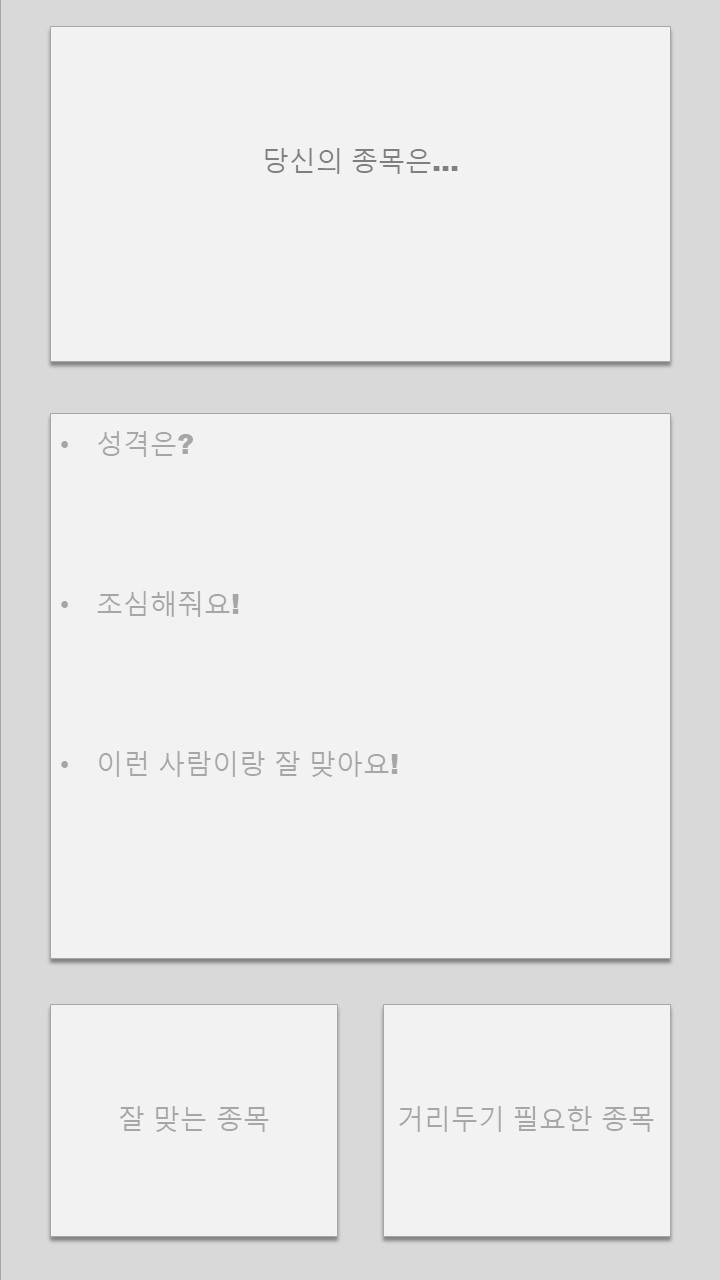 당신의 종목은...
• 성격은?
• 조심해줘요!
• 이런 사람이랑 잘 맞아요!
잘 맞는 종목
거리두기 필요한 종목